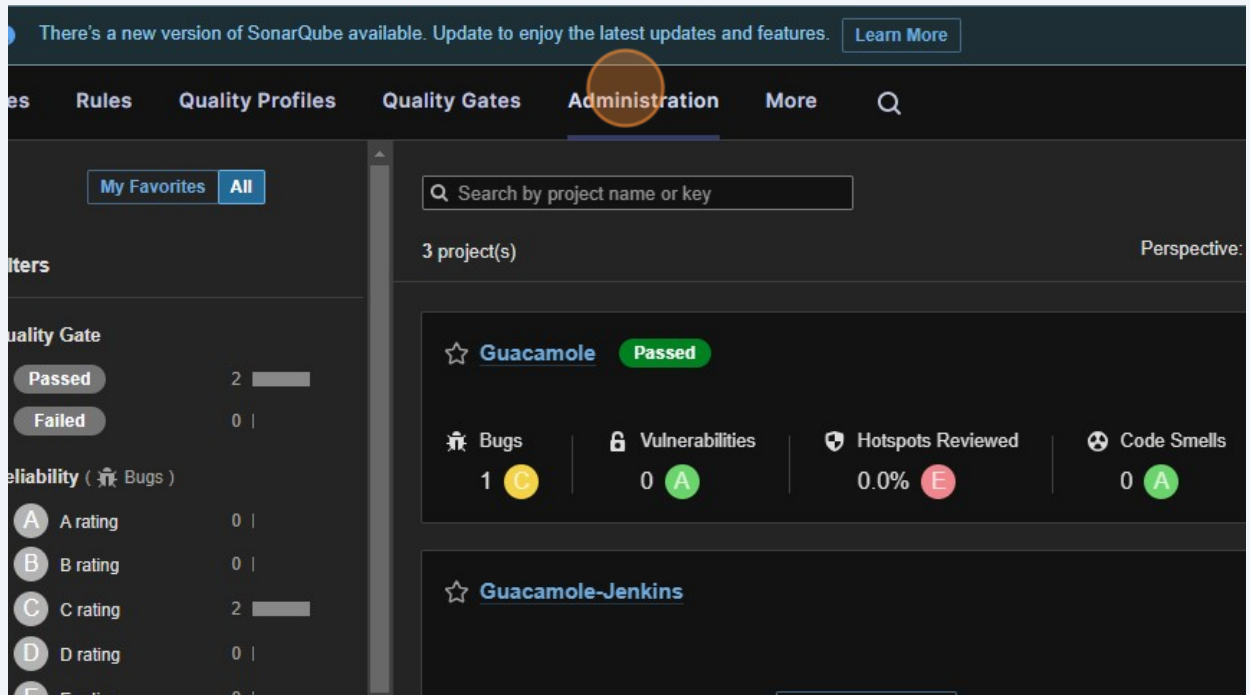 There's a new version of SonarQube available. Update to enjoy the latest updates and features. Learn More
es Rules Quality Profiles Quality Gates Administration More
My Favorites All
Search by project name or key
3 project(s)
Perspective:
lters
uality Gate
Passed 2
Failed 0
eliability ( Bugs )
A A rating 0
B B rating 0
C C rating 2
D D rating 0
Guacamole Passed
Bugs Vulnerabilities Hotspots Reviewed Code Smells
1 C 0 A 0.0% E 0 A
Guacamole-Jenkins